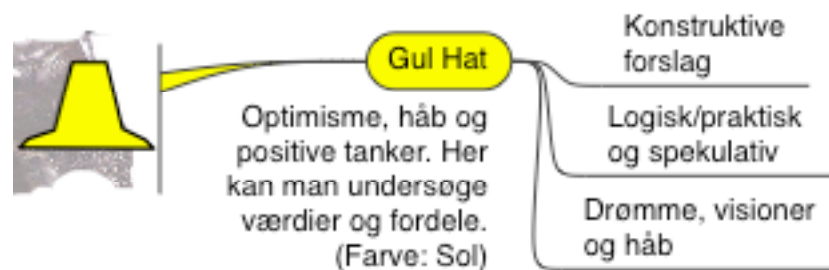 Gul Hat
Optimisme, håb og
positive tanker. Her
kan man undersøge
værdier og fordele.
(Farve: Sol)
Konstruktive
forslag
Logisk/praktisk
og spekulativ
Drømme, visioner
og håb